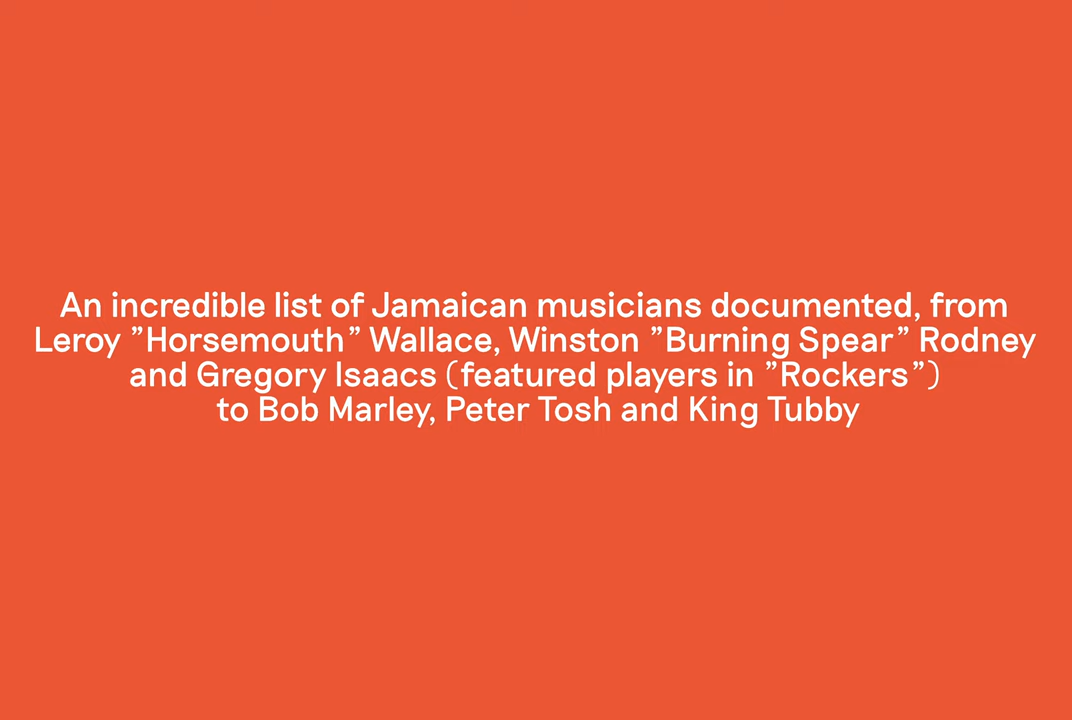 An incredible list of Jamaican musicians documented, from
Leroy ”Horsemouth” Wallace, Winston ”Burning Spear” Rodney
and Gregory Isaacs (featured players in ”Rockers”)
to Bob Marley, Peter Tosh and King Tubby